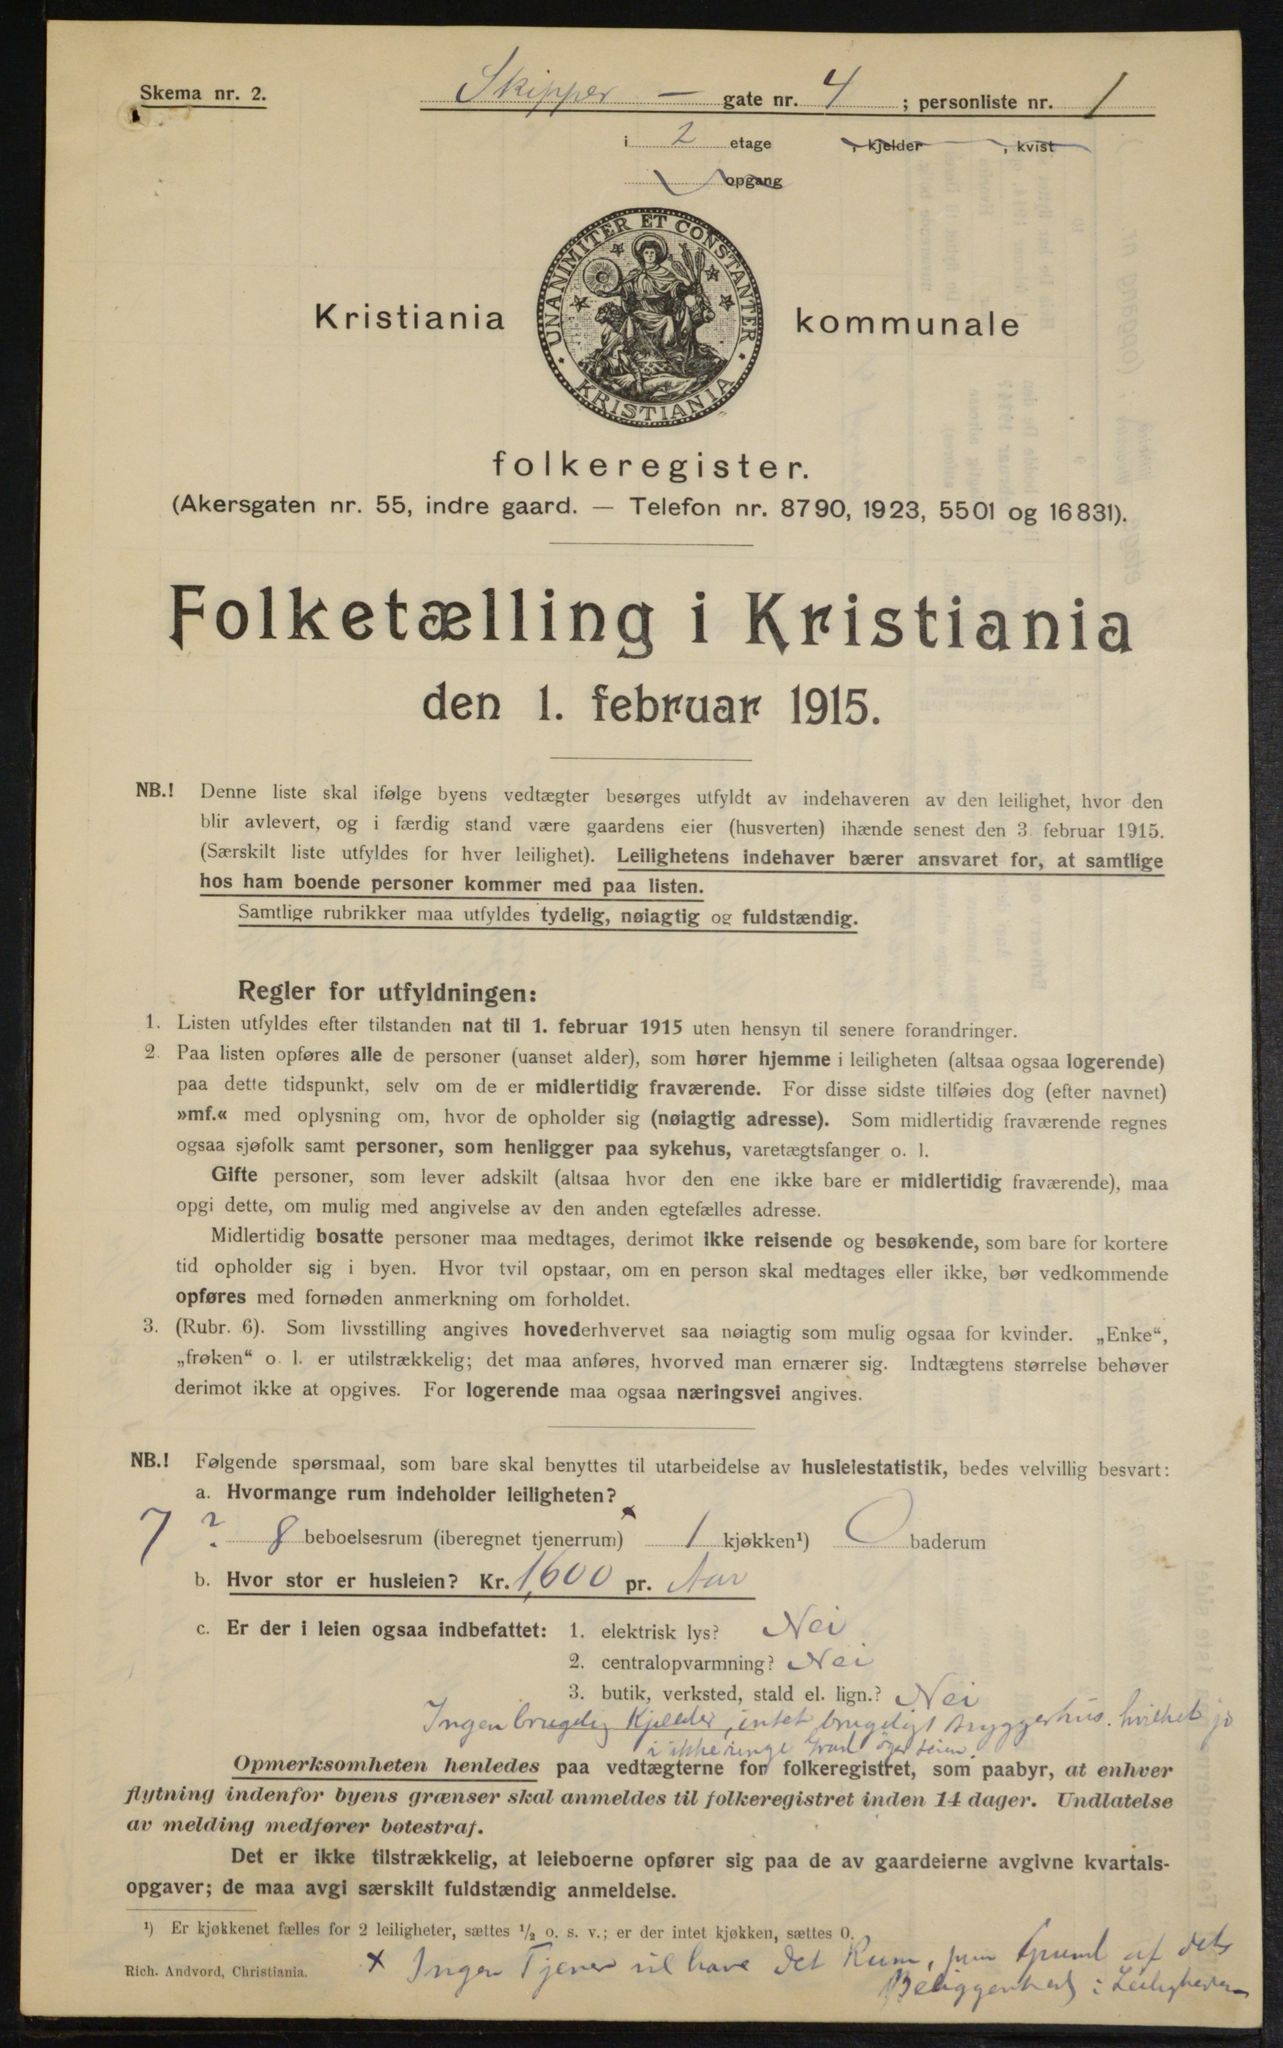 Skema nr. 2.
Skipper — gate nr. 4 ; personliste nr. 1
i 2 etage , kjelder , kvist
opgang
UNANIMITER ET CONSTANTER
KRISTIANIA
Kristiania kommunale
folkeregister.
(Akersgaten nr. 55, indre gaard. — Telefon nr. 8790, 1923, 5501 og 16831).
Folketælling i Kristiania
den 1. februar 1915.
NB.! Denne liste skal ifølge byens vedtægter besørges utfyldt av indehaveren av den leilighet, hvor den
blir avlevert, og i færdig stand være gaardens eier (husverten) ihænde senest den 3. februar 1915.
(Særskilt liste utfyldes for hver leilighet). Leilighetens indehaver bærer ansvaret for, at samtlige
hos ham boende personer kommer med paa listen.
Samtlige rubrikker maa utfyldes tydelig, nøiagtig og fuldstændig.
Regler for utfyldningen:
1. Listen utfyldes efter tilstanden nat til 1. februar 1915 uten hensyn til senere forandringer.
2. Paa listen opføres alle de personer (uanset alder), som hører hjemme i leiligheten (altsaa ogsaa logerende)
paa dette tidspunkt, selv om de er midlertidig fraværende. For disse sidste tilføies dog (efter navnet)
»mf.« med oplysning om, hvor de opholder sig (nøiagtig adresse). Som midlertidig fraværende regnes
ogsaa sjøfolk samt personer, som henligger paa sykehus, varetægtsfanger o. l.
Gifte personer, som lever adskilt (altsaa hvor den ene ikke bare er midlertidig fraværende), maa
opgi dette, om mulig med angivelse av den anden egtefælles adresse.
Midlertidig bosatte personer maa medtages, derimot ikke reisende og besøkende, som bare for kortere
tid opholder sig i byen. Hvor tvil opstaar, om en person skal medtages eller ikke, bør vedkommende
opføres med fornøden anmerkning om forholdet.
3. (Rubr. 6). Som livsstilling angives hovederhvervet saa nøiagtig som mulig ogsaa for kvinder. „Enke“,
„frøken“ o. l. er utilstrækkelig; det maa anføres, hvorved man ernærer sig. Indtægtens størrelse behøver
derimot ikke at opgives. For logerende maa ogsaa næringsvei angives.
NB.! Følgende spørsmaal, som bare skal benyttes til utarbeidelse av husleiestatistik, bedes velvillig besvart:
a. Hvormange rum indeholder leiligheten?
7 ? 8 beboelsesrum (iberegnet tjenerrum) x 1 kjøkken¹) 0 baderum
b. Hvor stor er husleien? Kr. 1,600 pr. Aar
c. Er der i leien ogsaa indbefattet: 1. elektrisk lys? Nei
2. centralopvarmning? Nei
3. butik, verksted, stald el. lign.? Nei
Ingen brugelig Kjelder, intet brugeligt Bryggerhus. hvilket jo
i ikke ringe Grad øger Leien.
Opmerksomheten henledes paa vedtægterne for folkeregistret, som paabyr, at enhver
flytning indenfor byens grænser skal anmeldes til folkeregistret inden 14 dager. Undlatelse
av melding medfører bøtestraf.
Det er ikke tilstrækkelig, at leieboerne opfører sig paa de av gaardeierne avgivne kvartals-
opgaver; de maa avgi særskilt fuldstændig anmeldelse.
¹) Er kjøkkenet fælles for 2 leiligheter, sættes ½ o. s. v.; er der intet kjøkken, sættes 0.
x Ingen Tjener vil have det Rum, paa Grund af dets
Rich. Andvord, Christiania.
Beliggenhed i Leiligheden